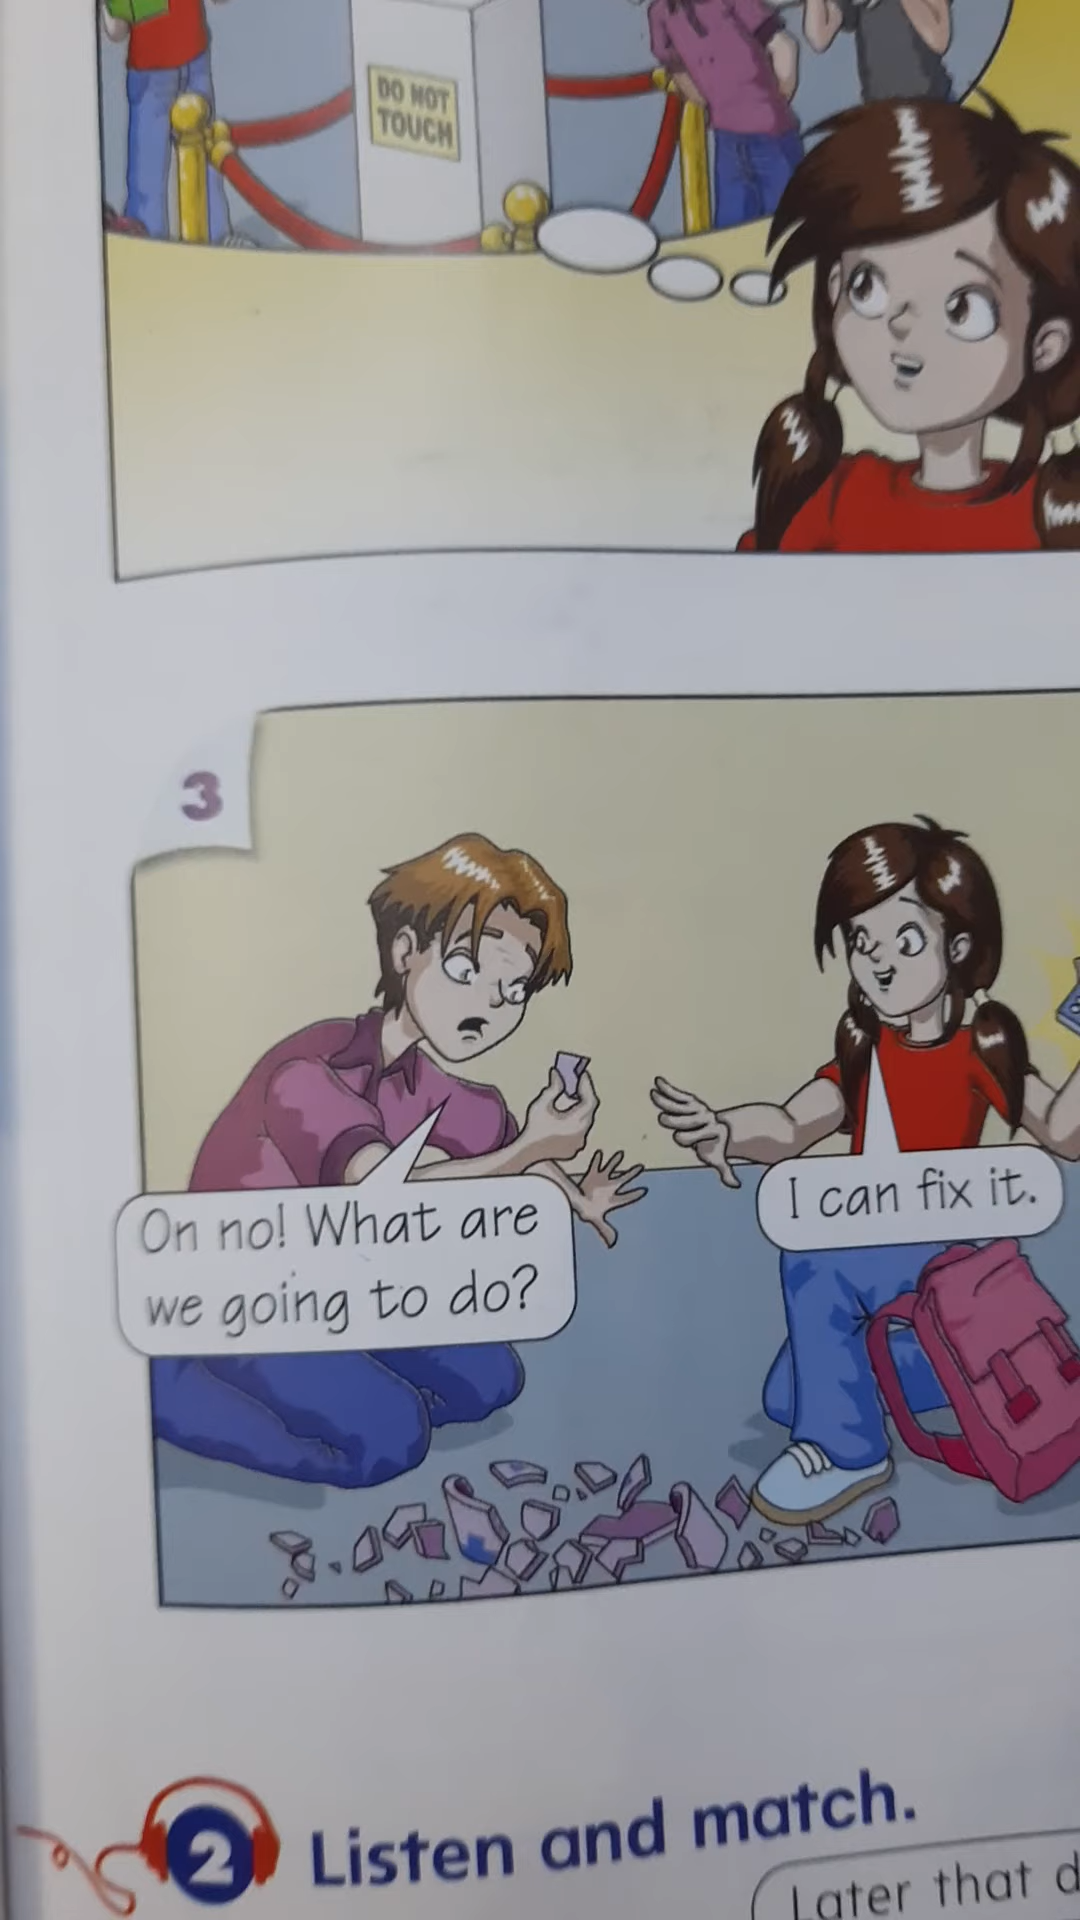 DO NOT
TOUCH
3
On no! What are
we going to do?
I can fix it.
2 Listen and match.
Later that d